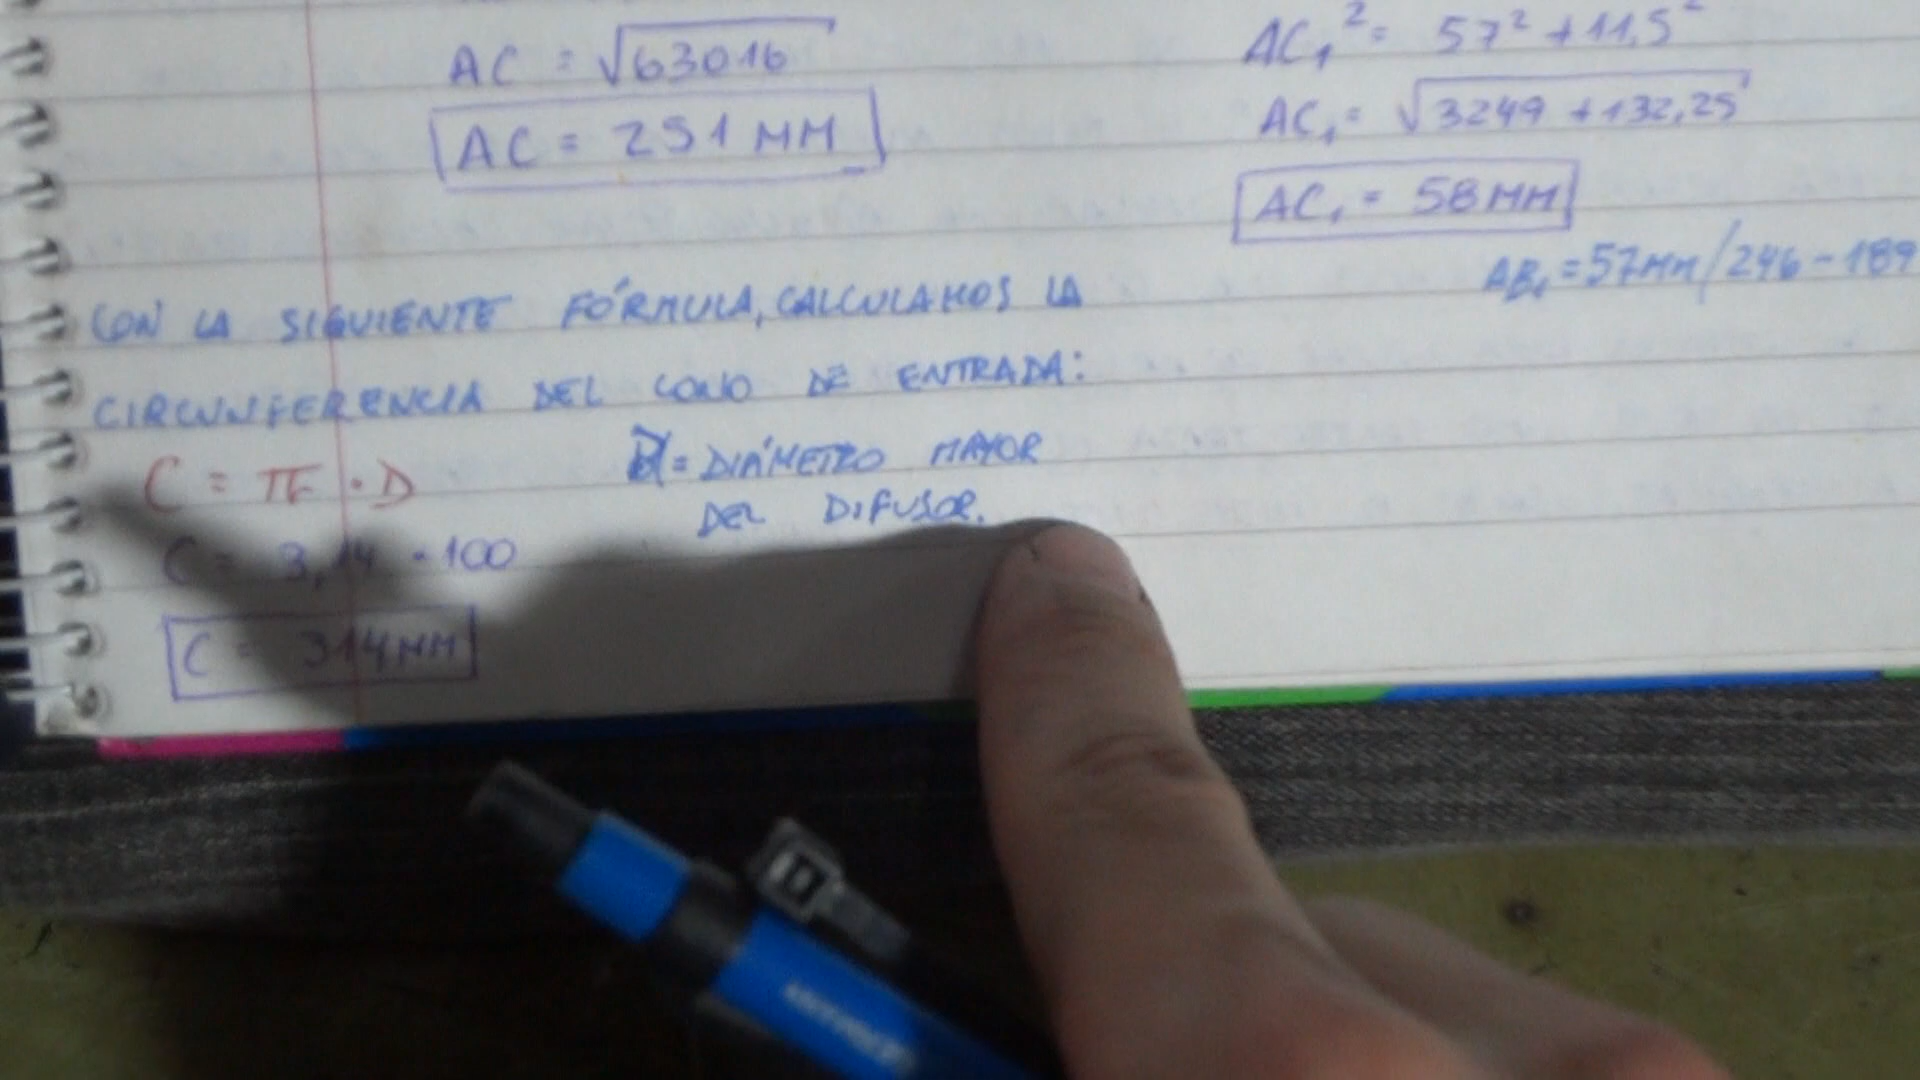 AC = √63016
AC = 251 MM
AC₁² = 57² + 11,5²
AC₁ = √3249 + 132,25
AC₁ = 58 MM
AB₁ = 57 MM / 246 - 189
CON LA SIGUIENTE FÓRMULA, CALCULAMOS LA
CIRCUNFERENCIA DEL CONO DE ENTRADA:
C = π · D
D = DIÁMETRO MAYOR
DEL DIFUSOR.
C = 3,14 · 100
C = 314 MM